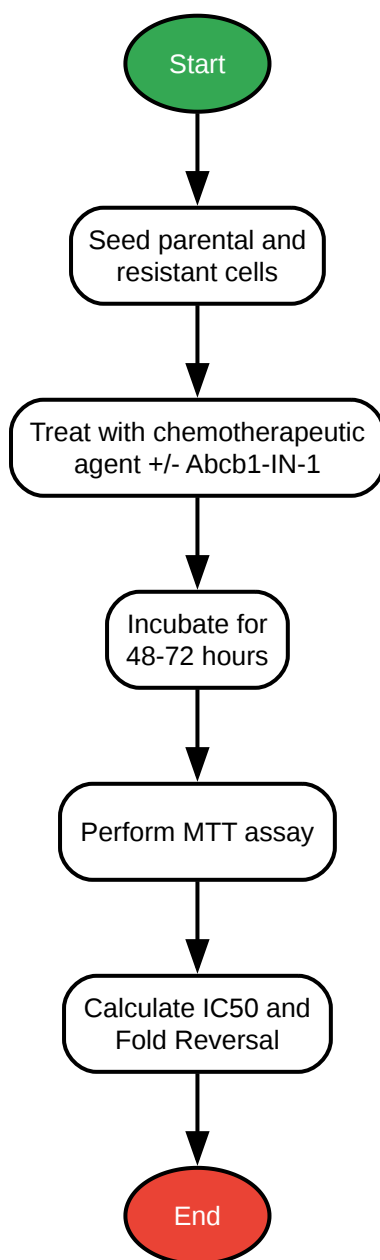 Start
Seed parental and
resistant cells
Treat with chemotherapeutic
agent +/- Abcb1-IN-1
Incubate for
48-72 hours
Perform MTT assay
Calculate IC50 and
Fold Reversal
End